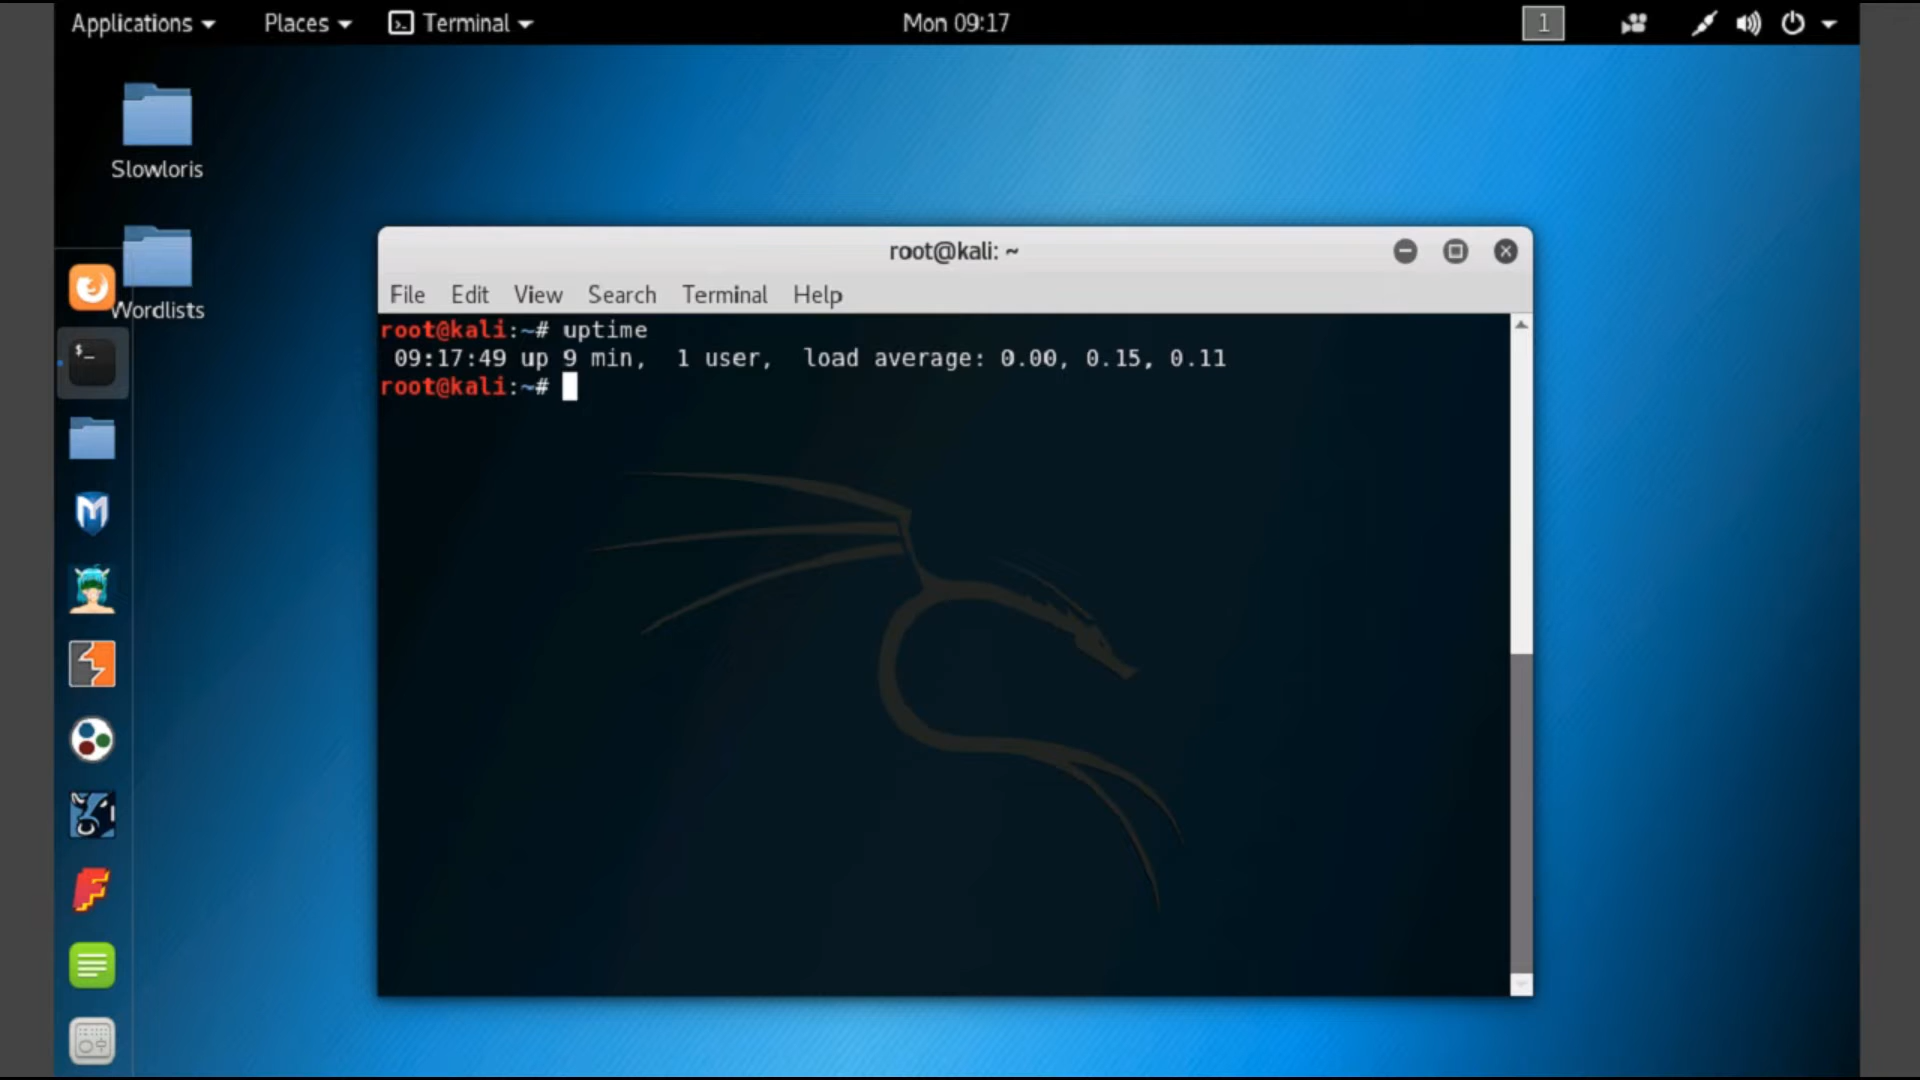 Applications Places Terminal Mon 09:17 1
Slowloris
Wordlists
root@kali: ~
File Edit View Search Terminal Help
root@kali:~# uptime
09:17:49 up 9 min, 1 user, load average: 0.00, 0.15, 0.11
root@kali:~#